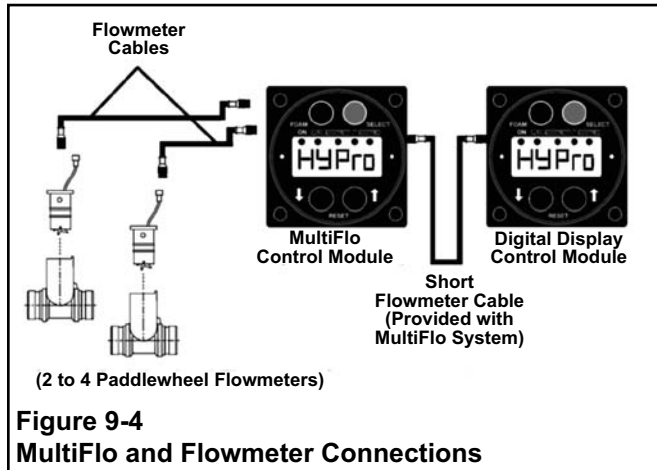 Flowmeter
Cables
FOAM
SELECT
ON
HYPro
RESET
MultiFlo
Control Module
FOAM
SELECT
ON
HYPro
RESET
Digital Display
Control Module
Short
Flowmeter Cable
(Provided with
MultiFlo System)
(2 to 4 Paddlewheel Flowmeters)
Figure 9-4
MultiFlo and Flowmeter Connections